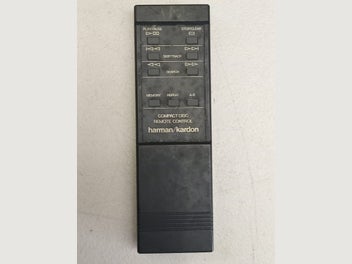 PLAY/PAUSE STOP/CLEAR
SKIP/TRACK
SEARCH
MEMORY REPEAT A-B
COMPACT DISC
REMOTE CONTROL
harman/kardon